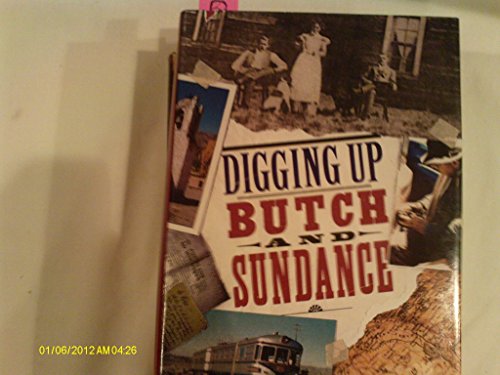 DIGGING UP
BUTCH
AND
SUNDANCE
01/06/2012 AM 04:26